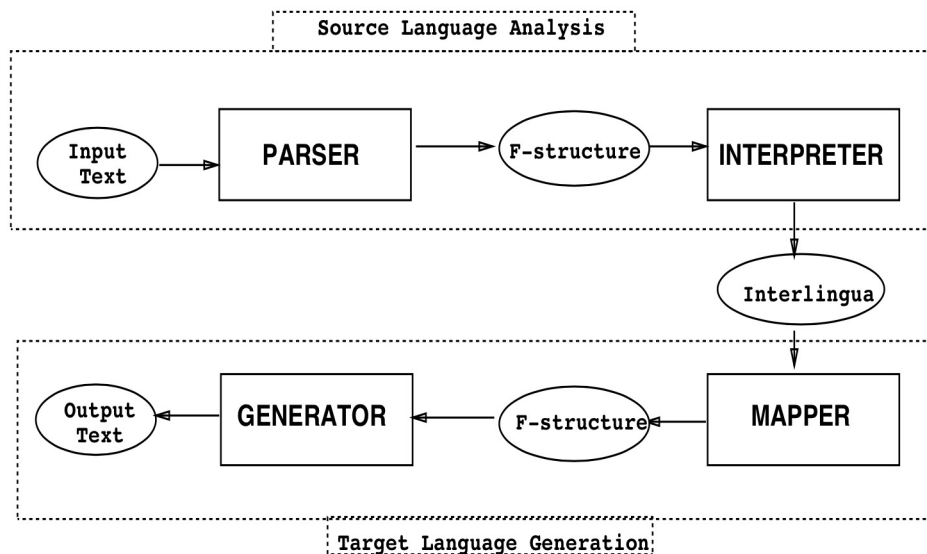 Source Language Analysis
Input
Text
PARSER
F-structure
INTERPRETER
Interlingua
Output
Text
GENERATOR
F-structure
MAPPER
Target Language Generation